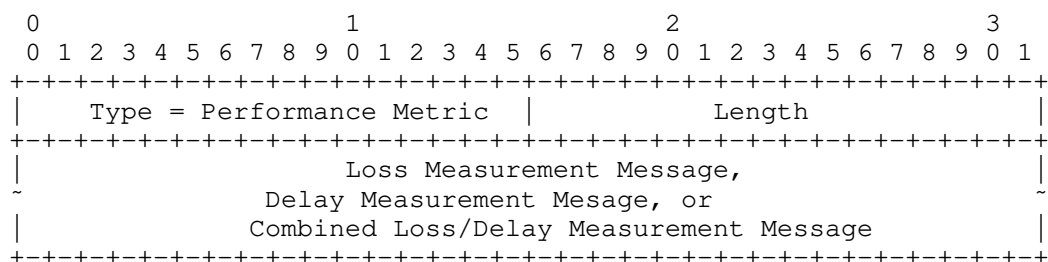 0                   1                   2                   3
 0 1 2 3 4 5 6 7 8 9 0 1 2 3 4 5 6 7 8 9 0 1 2 3 4 5 6 7 8 9 0 1
+-+-+-+-+-+-+-+-+-+-+-+-+-+-+-+-+-+-+-+-+-+-+-+-+-+-+-+-+-+-+-+-+
|    Type = Performance Metric  |           Length              |
+-+-+-+-+-+-+-+-+-+-+-+-+-+-+-+-+-+-+-+-+-+-+-+-+-+-+-+-+-+-+-+-+
|                    Loss Measurement Message,                  |
~               Delay Measurement Mesage, or                    ~
|              Combined Loss/Delay Measurement Message          |
+-+-+-+-+-+-+-+-+-+-+-+-+-+-+-+-+-+-+-+-+-+-+-+-+-+-+-+-+-+-+-+-+